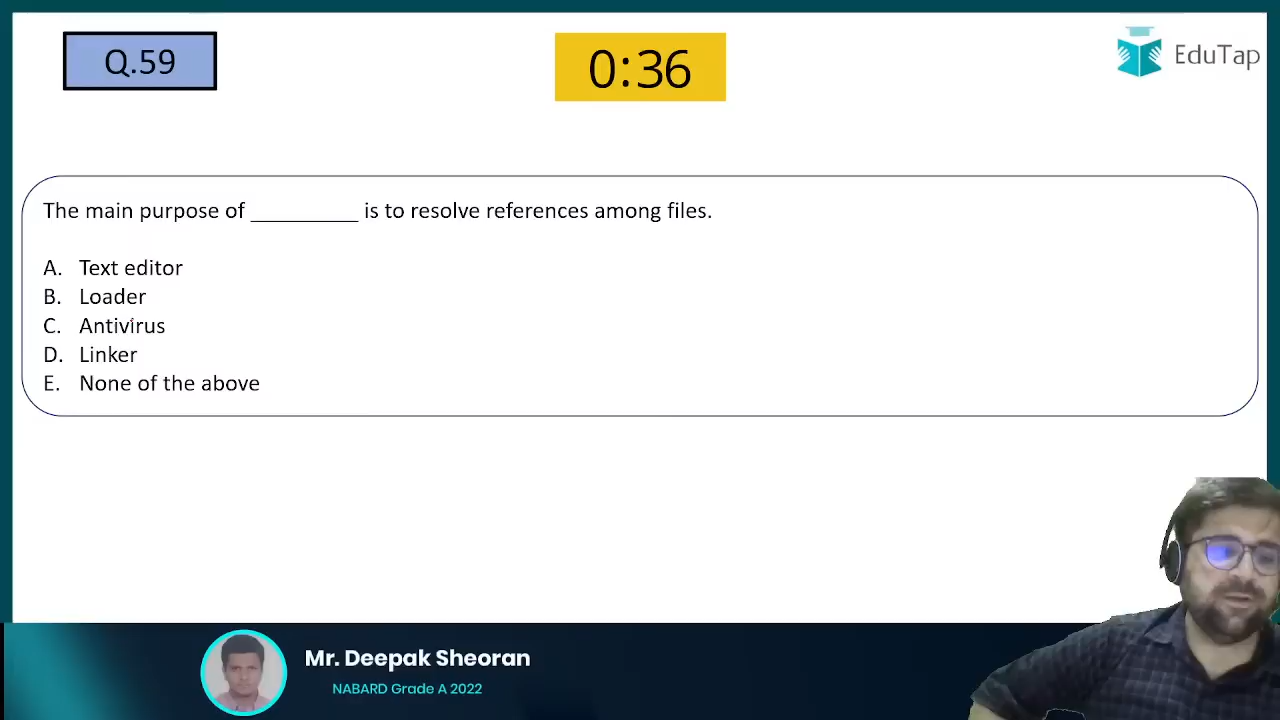 Q.59
0:36
EduTap
The main purpose of _________ is to resolve references among files.
A. Text editor
B. Loader
C. Antivirus
D. Linker
E. None of the above
Mr. Deepak Sheoran
NABARD Grade A 2022